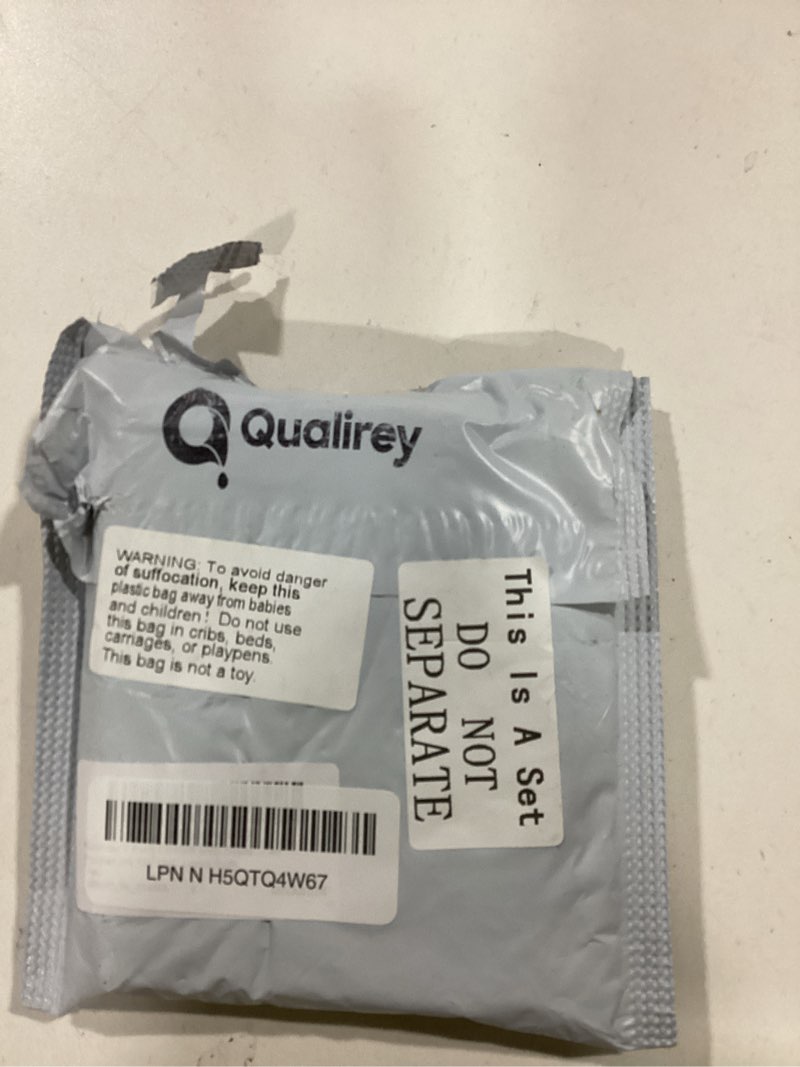 Qualirey
WARNING: To avoid danger
of suffocation, keep this
plastic bag away from babies
and children! Do not use
this bag in cribs, beds,
carriages, or playpens.
This bag is not a toy.
This Is A Set
DO NOT
SEPARATE
LPN N H5QTQ4W67